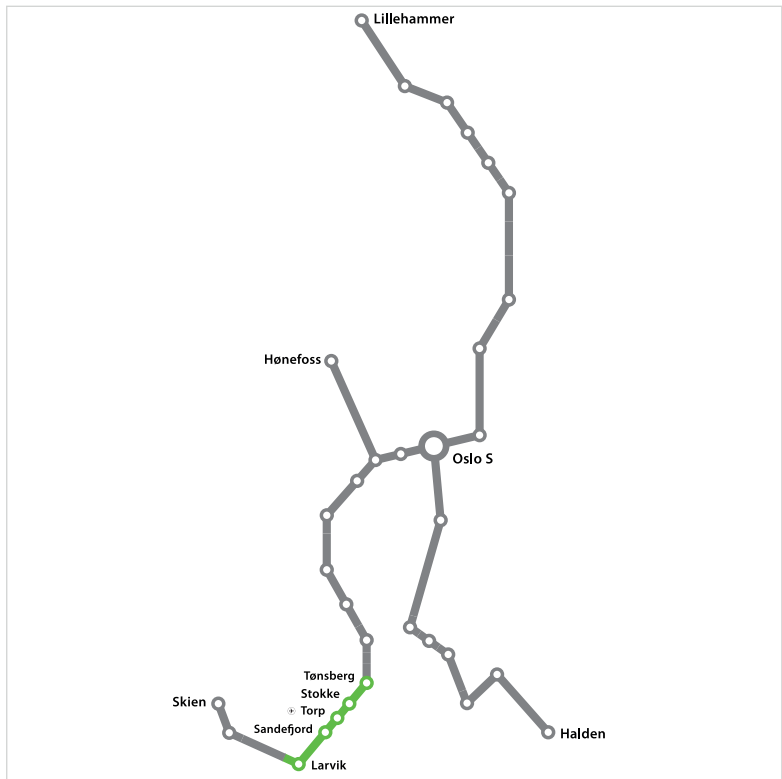 Lillehammer
Hønefoss
Oslo S
Tønsberg
Stokke
Torp
Sandefjord
Larvik
Skien
Halden